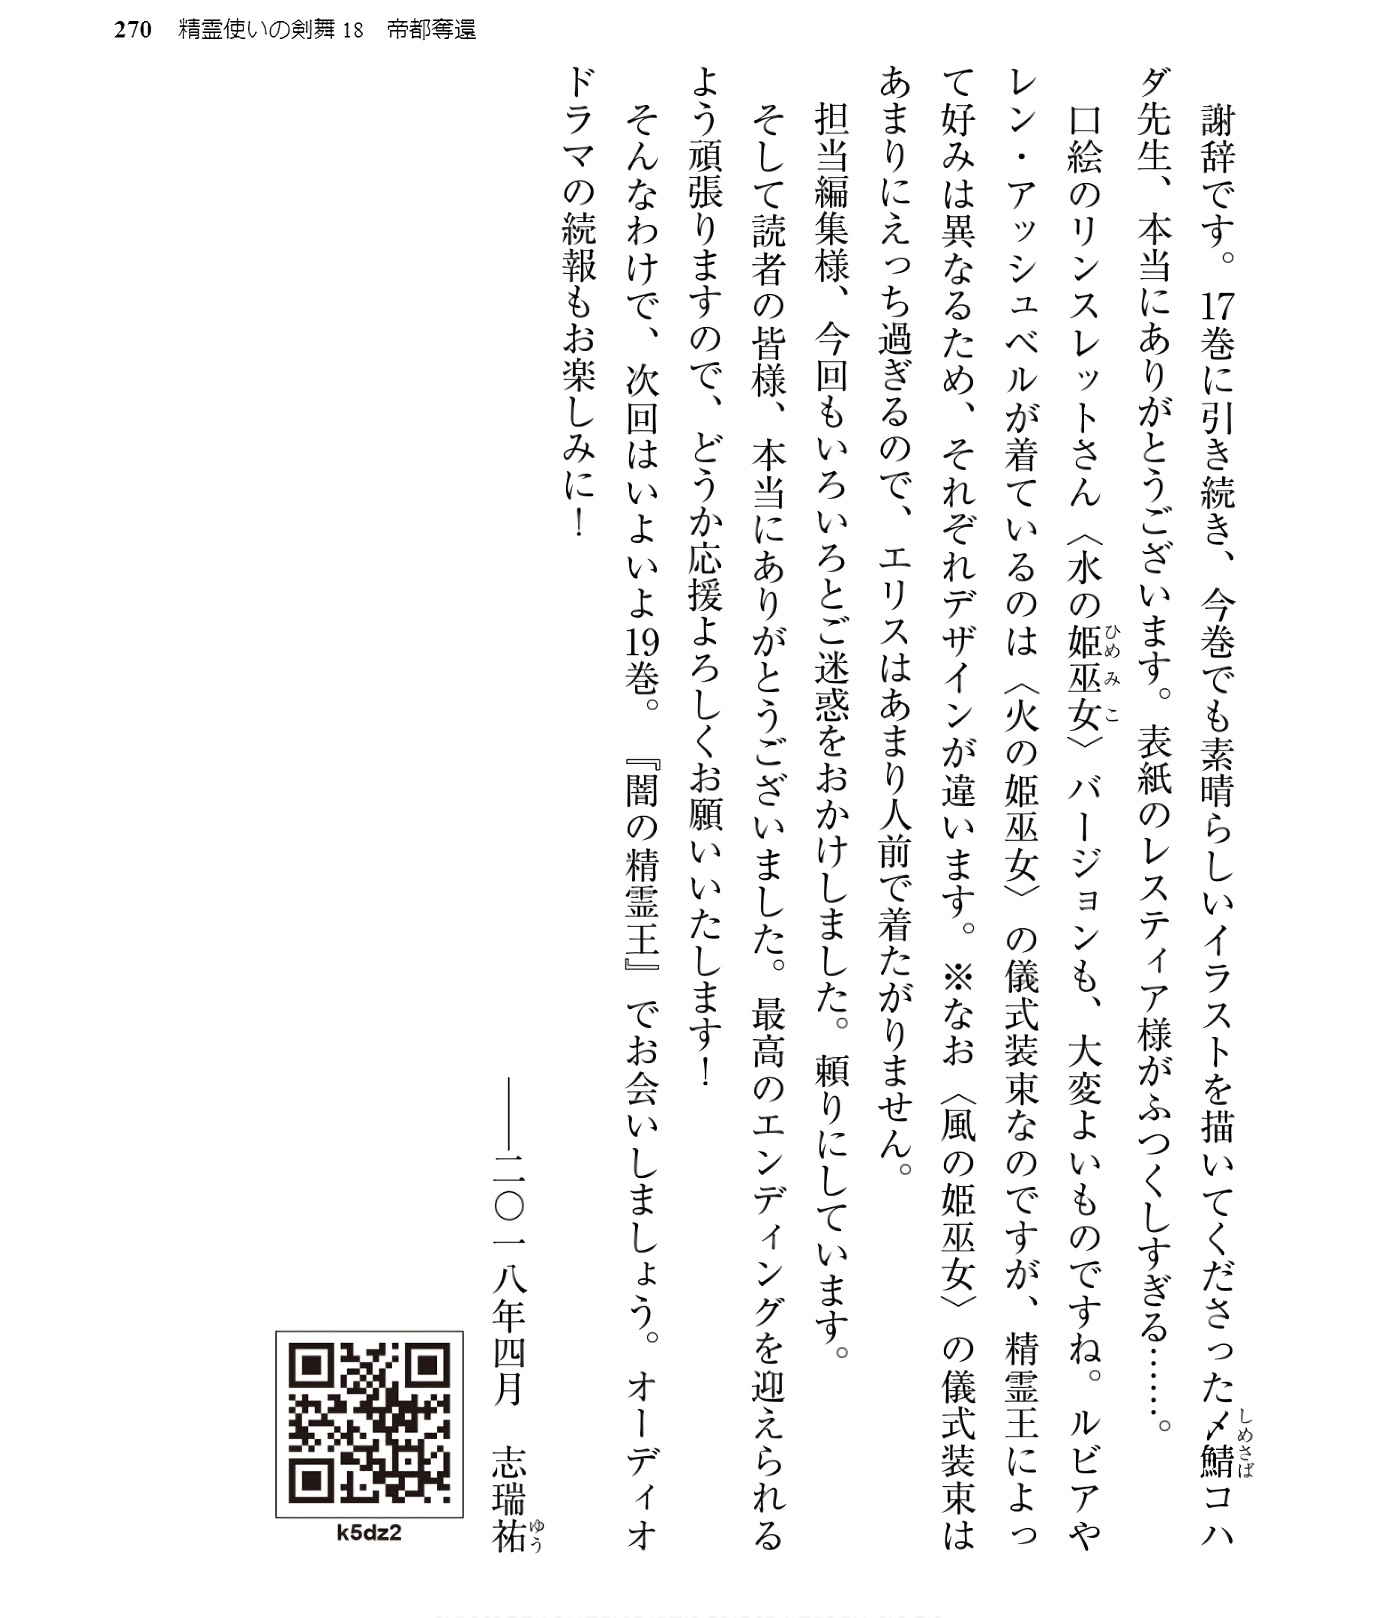 270　精霊使いの剣舞18　帝都奪還
謝辞です。17巻に引き続き、今巻でも素晴らしいイラストを描いてくださった〆鯖コハ
しめさば
ダ先生、本当にありがとうございます。表紙のレスティア様がふつくしすぎる……。
口絵のリンスレットさん〈水の姫巫女〉バージョンも、大変よいものですね。ルビアや
ひめみこ
レン・アッシュベルが着ているのは〈火の姫巫女〉の儀式装束なのですが、精霊王によっ
て好みは異なるため、それぞれデザインが違います。※なお〈風の姫巫女〉の儀式装束は
あまりにえっち過ぎるので、エリスはあまり人前で着たがりません。
担当編集様、今回もいろいろとご迷惑をおかけしました。頼りにしています。
そして読者の皆様、本当にありがとうございました。最高のエンディングを迎えられる
よう頑張りますので、どうか応援よろしくお願いいたします！
そんなわけで、次回はいよいよ19巻。『闇の精霊王』でお会いしましょう。オーディオ
ドラマの続報もお楽しみに！
――二〇一八年四月　志瑞祐
ゆう
k5dz2